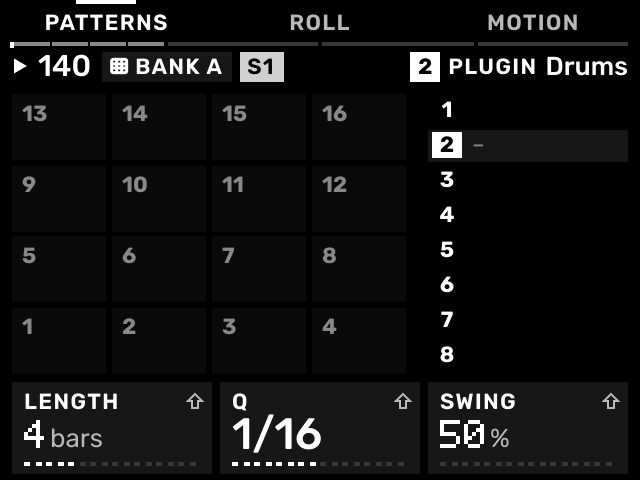 PATTERNS ROLL MOTION
140 BANK A S1 2 PLUGIN Drums
13 14 15 16
9 10 11 12
5 6 7 8
1 2 3 4
1
2 –
3
4
5
6
7
8
LENGTH
4 bars
Q
1/16
SWING
50 %